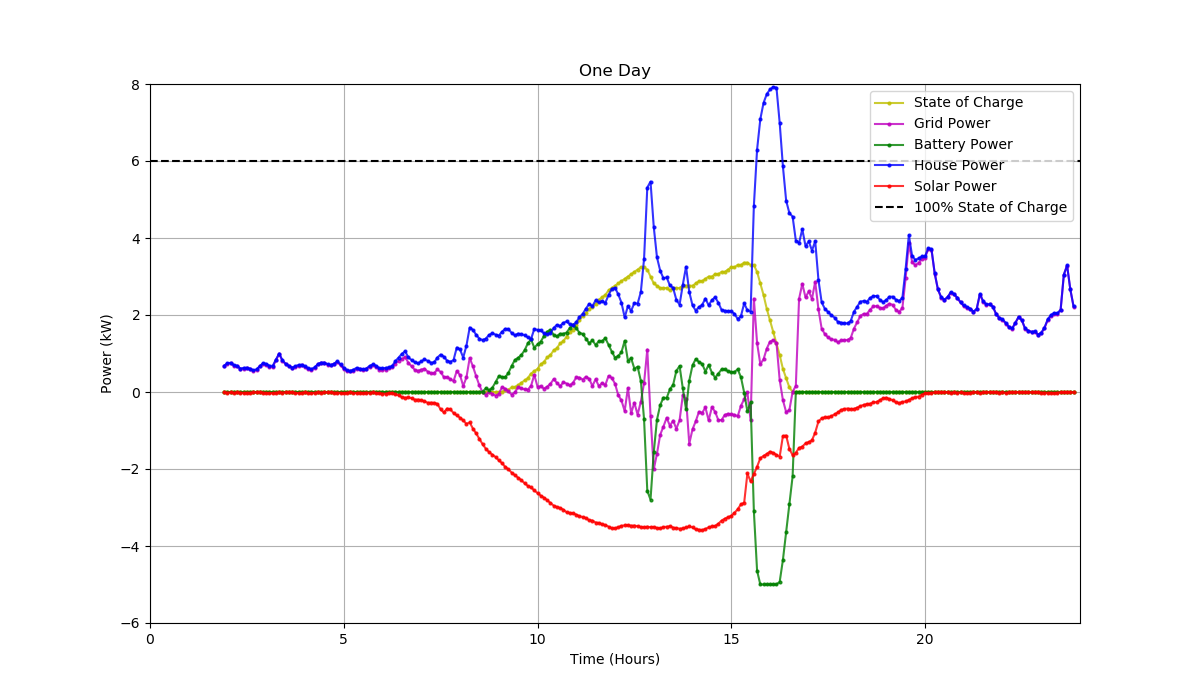 One Day
8
6
4
2
0
−2
−4
−6
Power (kW)
State of Charge
Grid Power
Battery Power
House Power
Solar Power
100% State of Charge
0 5 10 15 20
Time (Hours)